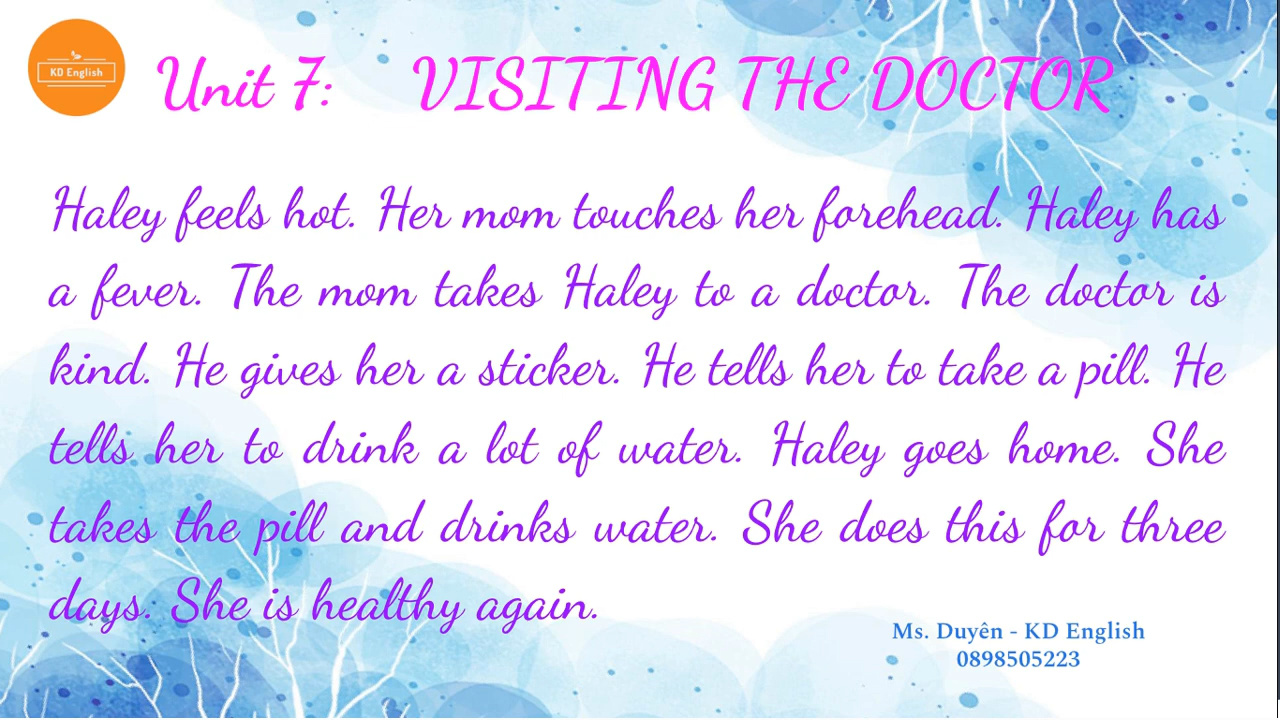 KD English
Unit 7: VISITING THE DOCTOR
Haley feels hot. Her mom touches her forehead. Haley has
a fever. The mom takes Haley to a doctor. The doctor is
kind. He gives her a sticker. He tells her to take a pill. He
tells her to drink a lot of water. Haley goes home. She
takes the pill and drinks water. She does this for three
days. She is healthy again.
Ms. Duyên - KD English
0898505223